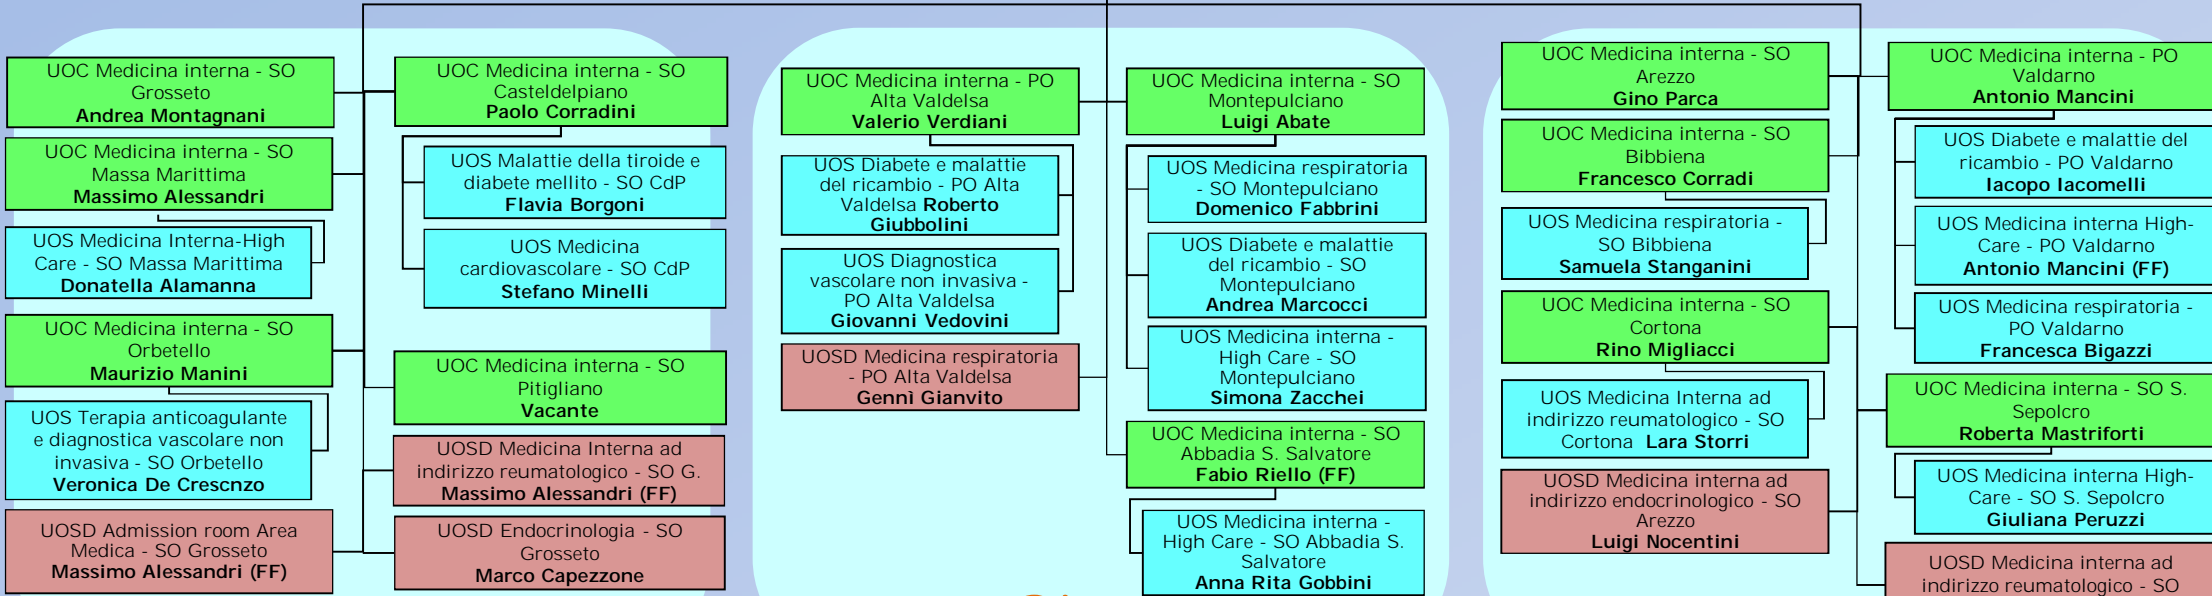 UOC Medicina interna - SO
Grosseto
Andrea Montagnani
UOC Medicina interna - SO
Massa Marittima
Massimo Alessandri
UOS Medicina Interna-High
Care - SO Massa Marittima
Donatella Alamanna
UOC Medicina interna - SO
Orbetello
Maurizio Manini
UOS Terapia anticoagulante
e diagnostica vascolare non
invasiva - SO Orbetello
Veronica De Crescnzo
UOSD Admission room Area
Medica - SO Grosseto
Massimo Alessandri (FF)
UOC Medicina interna - SO
Casteldelpiano
Paolo Corradini
UOS Malattie della tiroide e
diabete mellito - SO CdP
Flavia Borgoni
UOS Medicina
cardiovascolare - SO CdP
Stefano Minelli
UOC Medicina interna - SO
Pitigliano
Vacante
UOSD Medicina Interna ad
indirizzo reumatologico - SO G.
Massimo Alessandri (FF)
UOSD Endocrinologia - SO
Grosseto
Marco Capezzone
UOC Medicina interna - PO
Alta Valdelsa
Valerio Verdiani
UOS Diabete e malattie
del ricambio - PO Alta
Valdelsa Roberto
Giubbolini
UOS Diagnostica
vascolare non invasiva -
PO Alta Valdelsa
Giovanni Vedovini
UOSD Medicina respiratoria
- PO Alta Valdelsa
Gennì Gianvito
UOC Medicina interna - SO
Montepulciano
Luigi Abate
UOS Medicina respiratoria
- SO Montepulciano
Domenico Fabbrini
UOS Diabete e malattie
del ricambio - SO
Montepulciano
Andrea Marcocci
UOS Medicina interna -
High Care - SO
Montepulciano
Simona Zacchei
UOC Medicina interna - SO
Abbadia S. Salvatore
Fabio Riello (FF)
UOS Medicina interna -
High Care - SO Abbadia S.
Salvatore
Anna Rita Gobbini
UOC Medicina interna - SO
Arezzo
Gino Parca
UOC Medicina interna - SO
Bibbiena
Francesco Corradi
UOS Medicina respiratoria -
SO Bibbiena
Samuela Stanganini
UOC Medicina interna - SO
Cortona
Rino Migliacci
UOS Medicina Interna ad
indirizzo reumatologico - SO
Cortona Lara Storri
UOSD Medicina interna ad
indirizzo endocrinologico - SO
Arezzo
Luigi Nocentini
UOC Medicina interna - PO
Valdarno
Antonio Mancini
UOS Diabete e malattie del
ricambio - PO Valdarno
Iacopo Iacomelli
UOS Medicina interna High-
Care - PO Valdarno
Antonio Mancini (FF)
UOS Medicina respiratoria -
PO Valdarno
Francesca Bigazzi
UOC Medicina interna - SO S.
Sepolcro
Roberta Mastriforti
UOS Medicina interna High-
Care - SO S. Sepolcro
Giuliana Peruzzi
UOSD Medicina interna ad
indirizzo reumatologico - SO